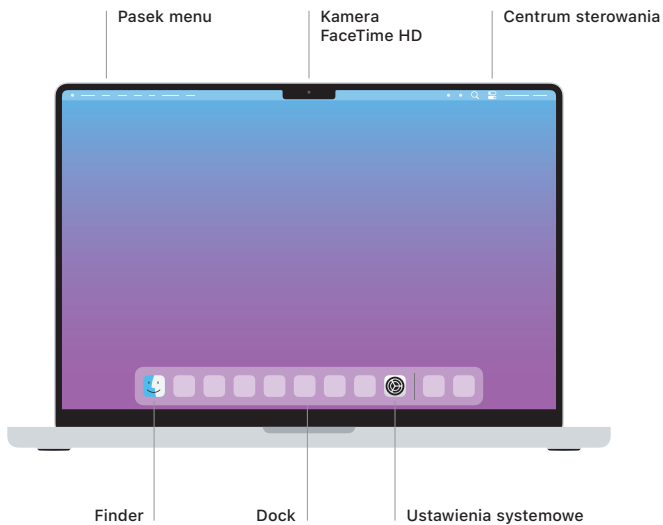 Pasek menu
Kamera
FaceTime HD
Centrum sterowania
Finder
Dock
Ustawienia systemowe